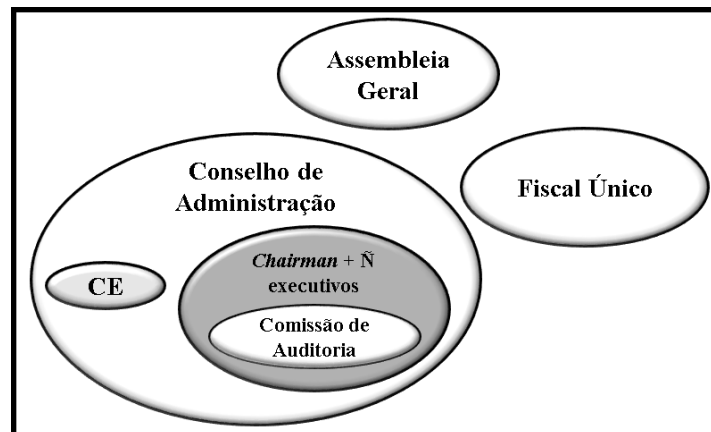 Assembleia
Geral
Conselho de
Administração
Fiscal Único
Chairman + Ñ
executivos
CE
Comissão de
Auditoria